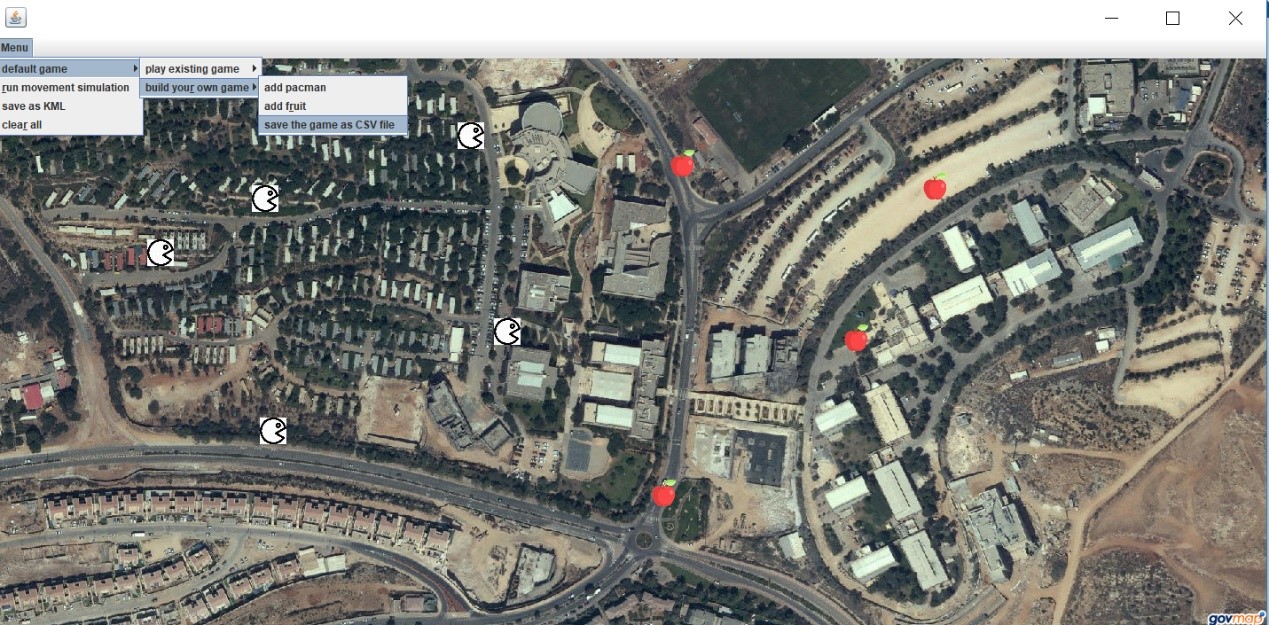 Menu
default game
run movement simulation
save as KML
clear all
play existing game
build your own game
add pacman
add fruit
save the game as CSV file
govmap